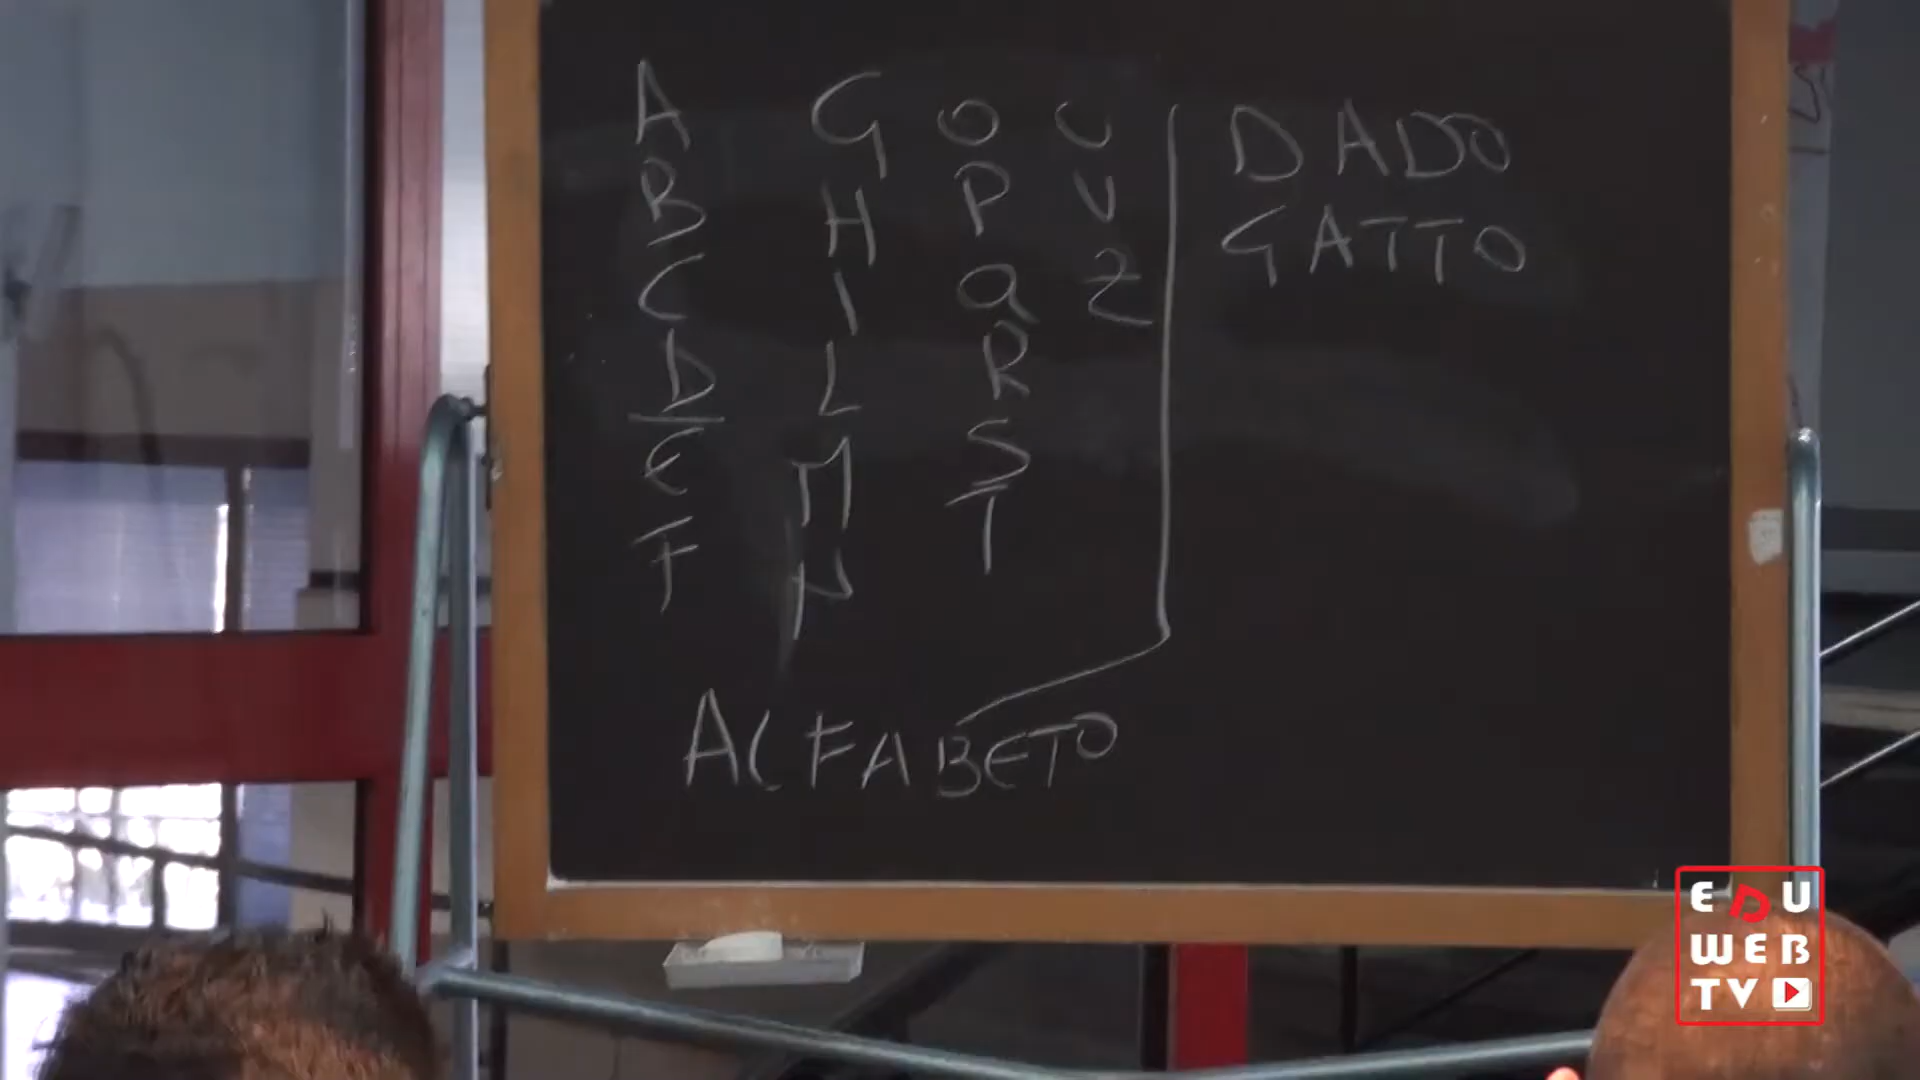 A G O U
B H P V
C I Q Z
D L R
E M S
F N T
ALFABETO
DADO
GATTO
EDU
WEB
TV